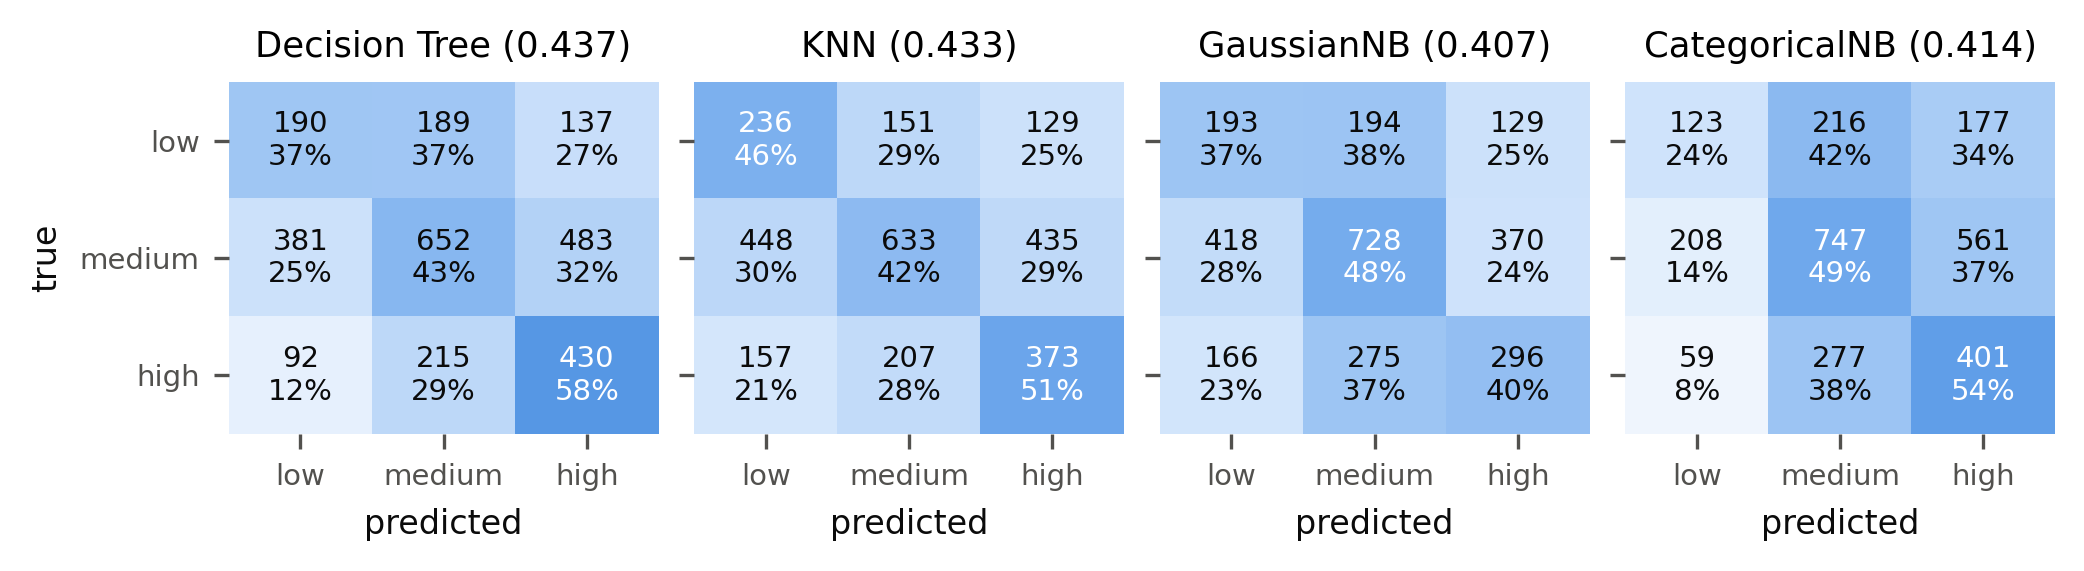 Decision Tree (0.437)
KNN (0.433)
GaussianNB (0.407)
CategoricalNB (0.414)
true
low
medium
high
190 189 137
37% 37% 27%
381 652 483
25% 43% 32%
92 215 430
12% 29% 58%
236 151 129
46% 29% 25%
448 633 435
30% 42% 29%
157 207 373
21% 28% 51%
193 194 129
37% 38% 25%
418 728 370
28% 48% 24%
166 275 296
23% 37% 40%
123 216 177
24% 42% 34%
208 747 561
14% 49% 37%
59 277 401
8% 38% 54%
low medium high
predicted
low medium high
predicted
low medium high
predicted
low medium high
predicted